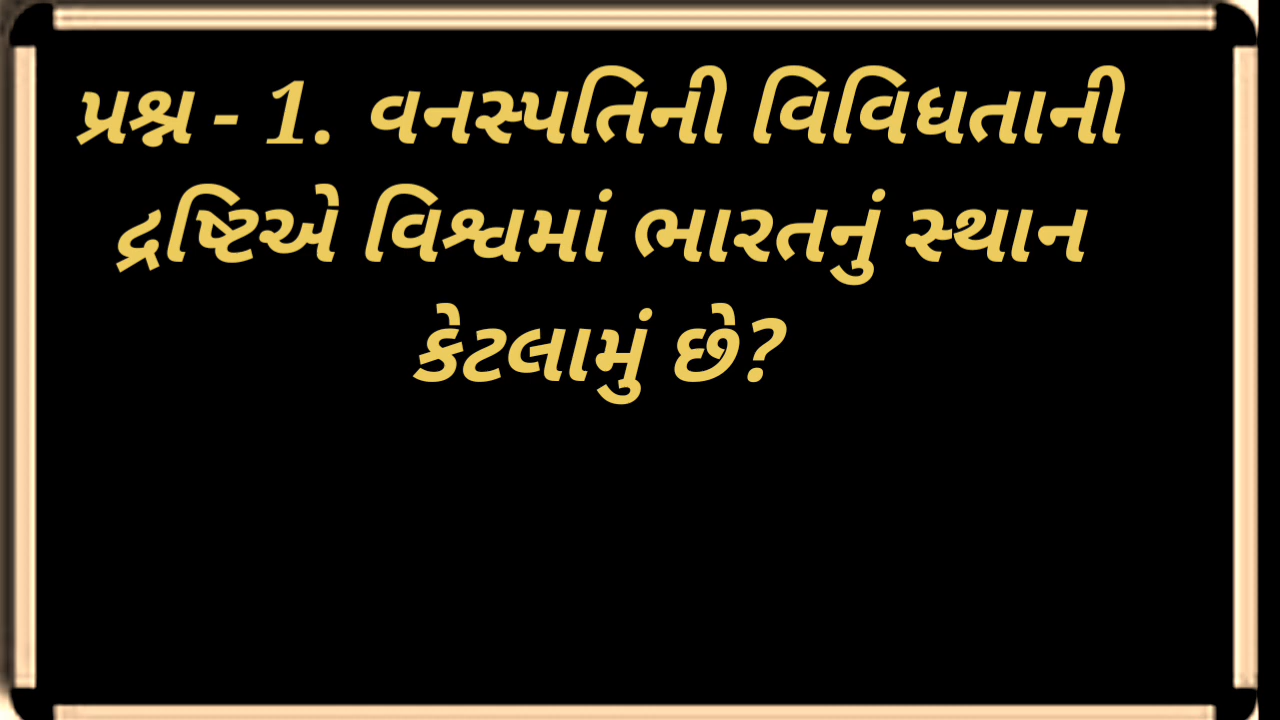 પ્રશ્ન - 1. વનસ્પતિની વિવિધતાની
દ્રષ્ટિએ વિશ્વમાં ભારતનું સ્થાન
કેટલામું છે?